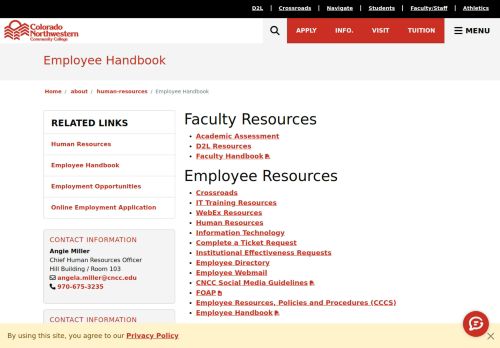 D2L | Crossroads | Navigate | Students | Faculty/Staff | Athletics
Colorado
Northwestern
Community College
APPLY INFO. VISIT TUITION MENU
Employee Handbook
Home / about / human-resources / Employee Handbook
RELATED LINKS
Human Resources
Employee Handbook
Employment Opportunities
Online Employment Application
CONTACT INFORMATION
Angie Miller
Chief Human Resources Officer
Hill Building / Room 103
angela.miller@cncc.edu
970-675-3235
CONTACT INFORMATION
Faculty Resources
Academic Assessment
D2L Resources
Faculty Handbook
Employee Resources
Crossroads
IT Training Resources
WebEx Resources
Human Resources
Information Technology
Complete a Ticket Request
Institutional Effectiveness Requests
Employee Directory
Employee Webmail
CNCC Social Media Guidelines
FOAP
Employee Resources, Policies and Procedures (CCCS)
Employee Handbook
By using this site, you agree to our Privacy Policy